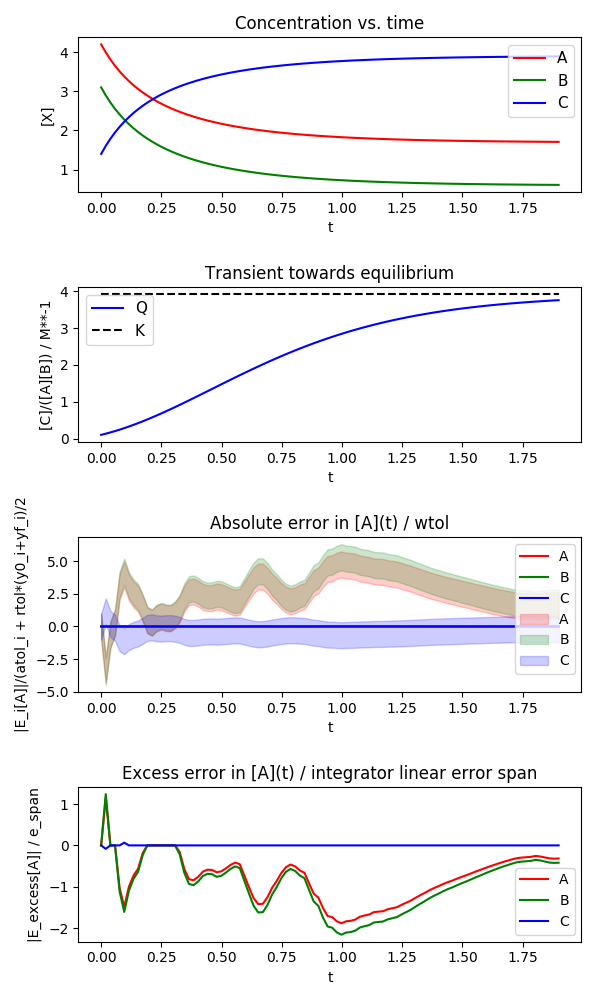 Concentration vs. time
4
3
2
1
[X]
A
B
C
0.00 0.25 0.50 0.75 1.00 1.25 1.50 1.75
t
Transient towards equilibrium
4
3
2
1
0
[C]/([A][B]) / M**-1
Q
K
0.00 0.25 0.50 0.75 1.00 1.25 1.50 1.75
t
Absolute error in [A](t) / wtol
5.0
2.5
0.0
−2.5
−5.0
|E_i[A]|/(atol_i + rtol*(y0_i+yf_i)/2
A
B
C
A
B
C
0.00 0.25 0.50 0.75 1.00 1.25 1.50 1.75
t
Excess error in [A](t) / integrator linear error span
1
0
−1
−2
|E_excess[A]| / e_span
A
B
C
0.00 0.25 0.50 0.75 1.00 1.25 1.50 1.75
t